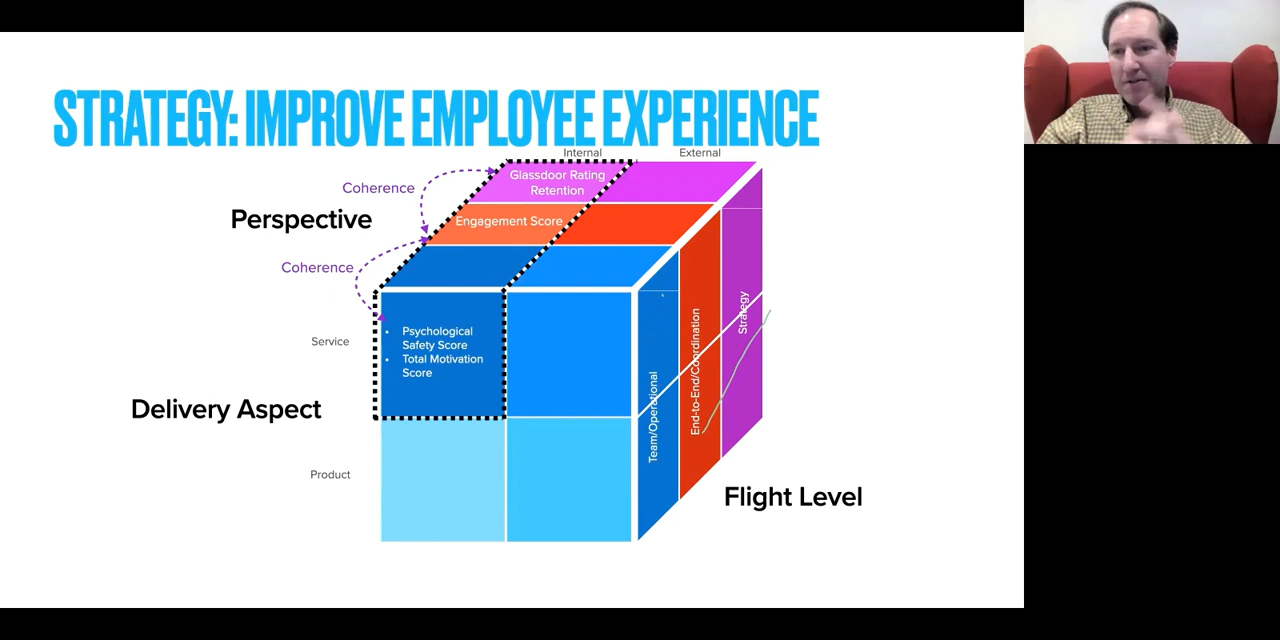 STRATEGY: IMPROVE EMPLOYEE EXPERIENCE
Internal
External
Glassdoor Rating
Retention
Coherence
Perspective
Engagement Score
Coherence
Service
• Psychological
Safety Score
• Total Motivation
Score
Delivery Aspect
Product
Team/Operational
End-to-End/Coordination
Strategy
Flight Level